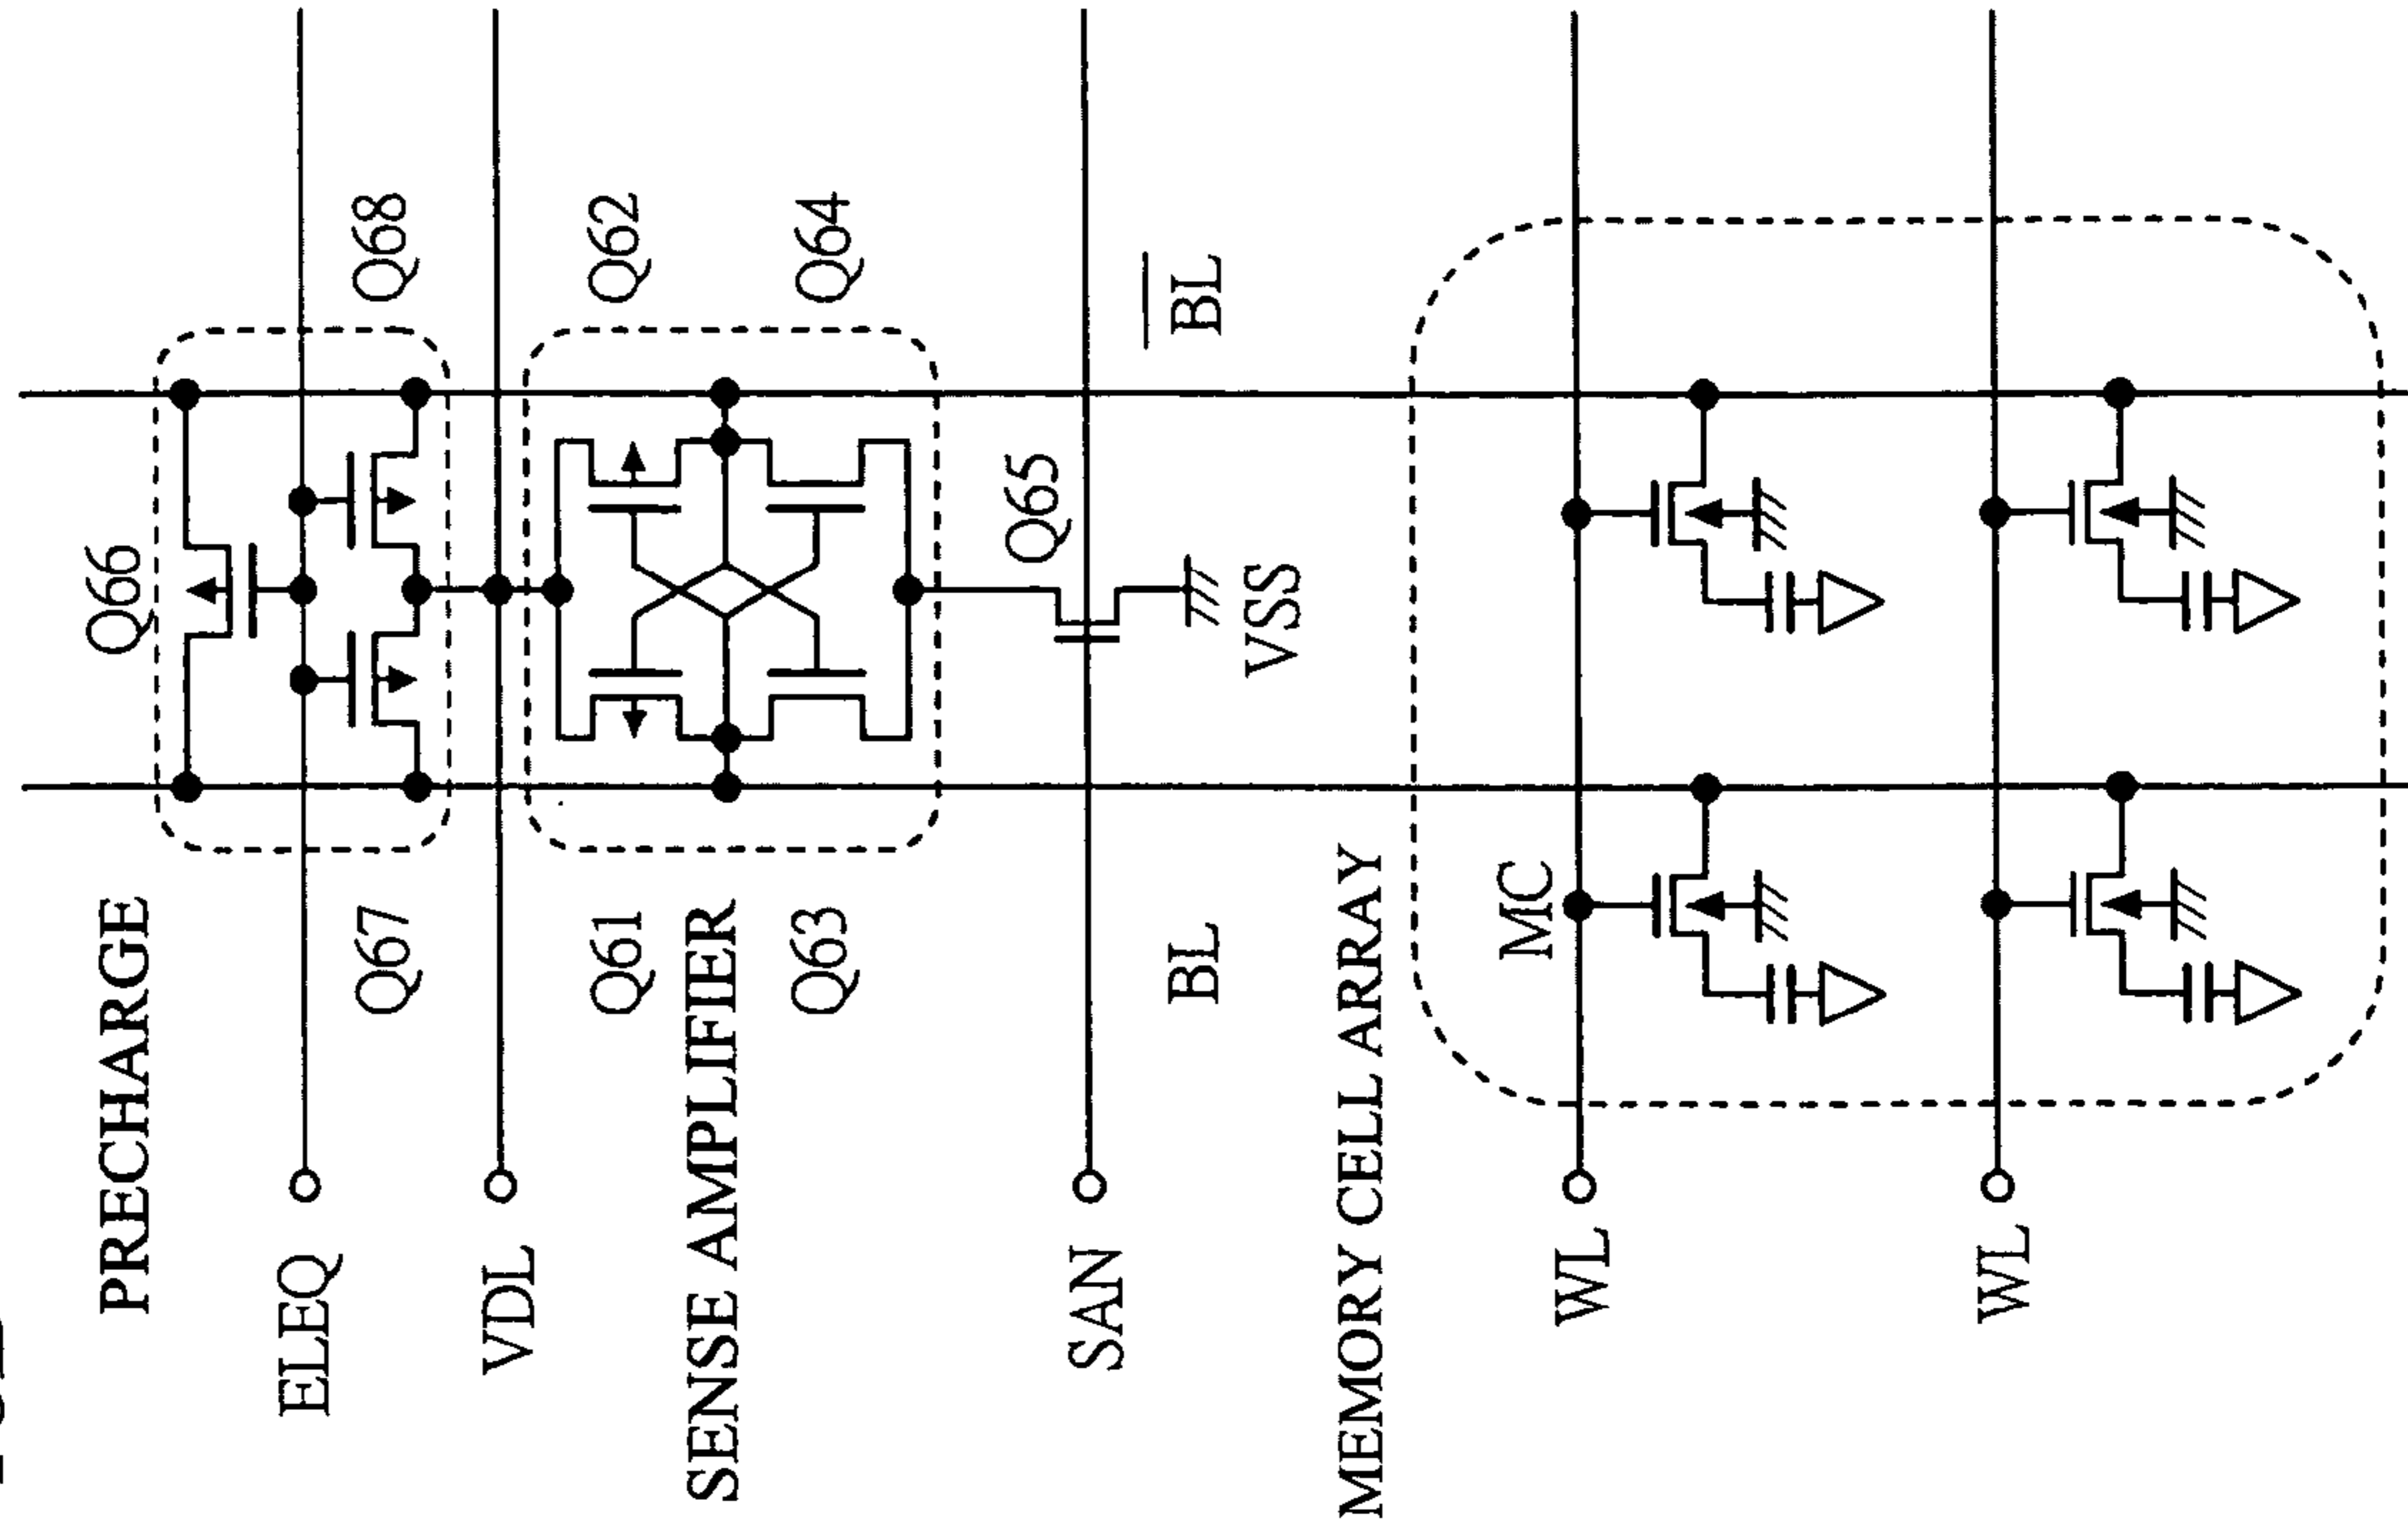 PRECHARGE
Q66
ELEQ
Q67
Q68
VDL
Q61
Q62
SENSE AMPLIFIER
Q63
Q64
SAN
Q65
BL
BL
VSS
MEMORY CELL ARRAY
MC
WL
WL